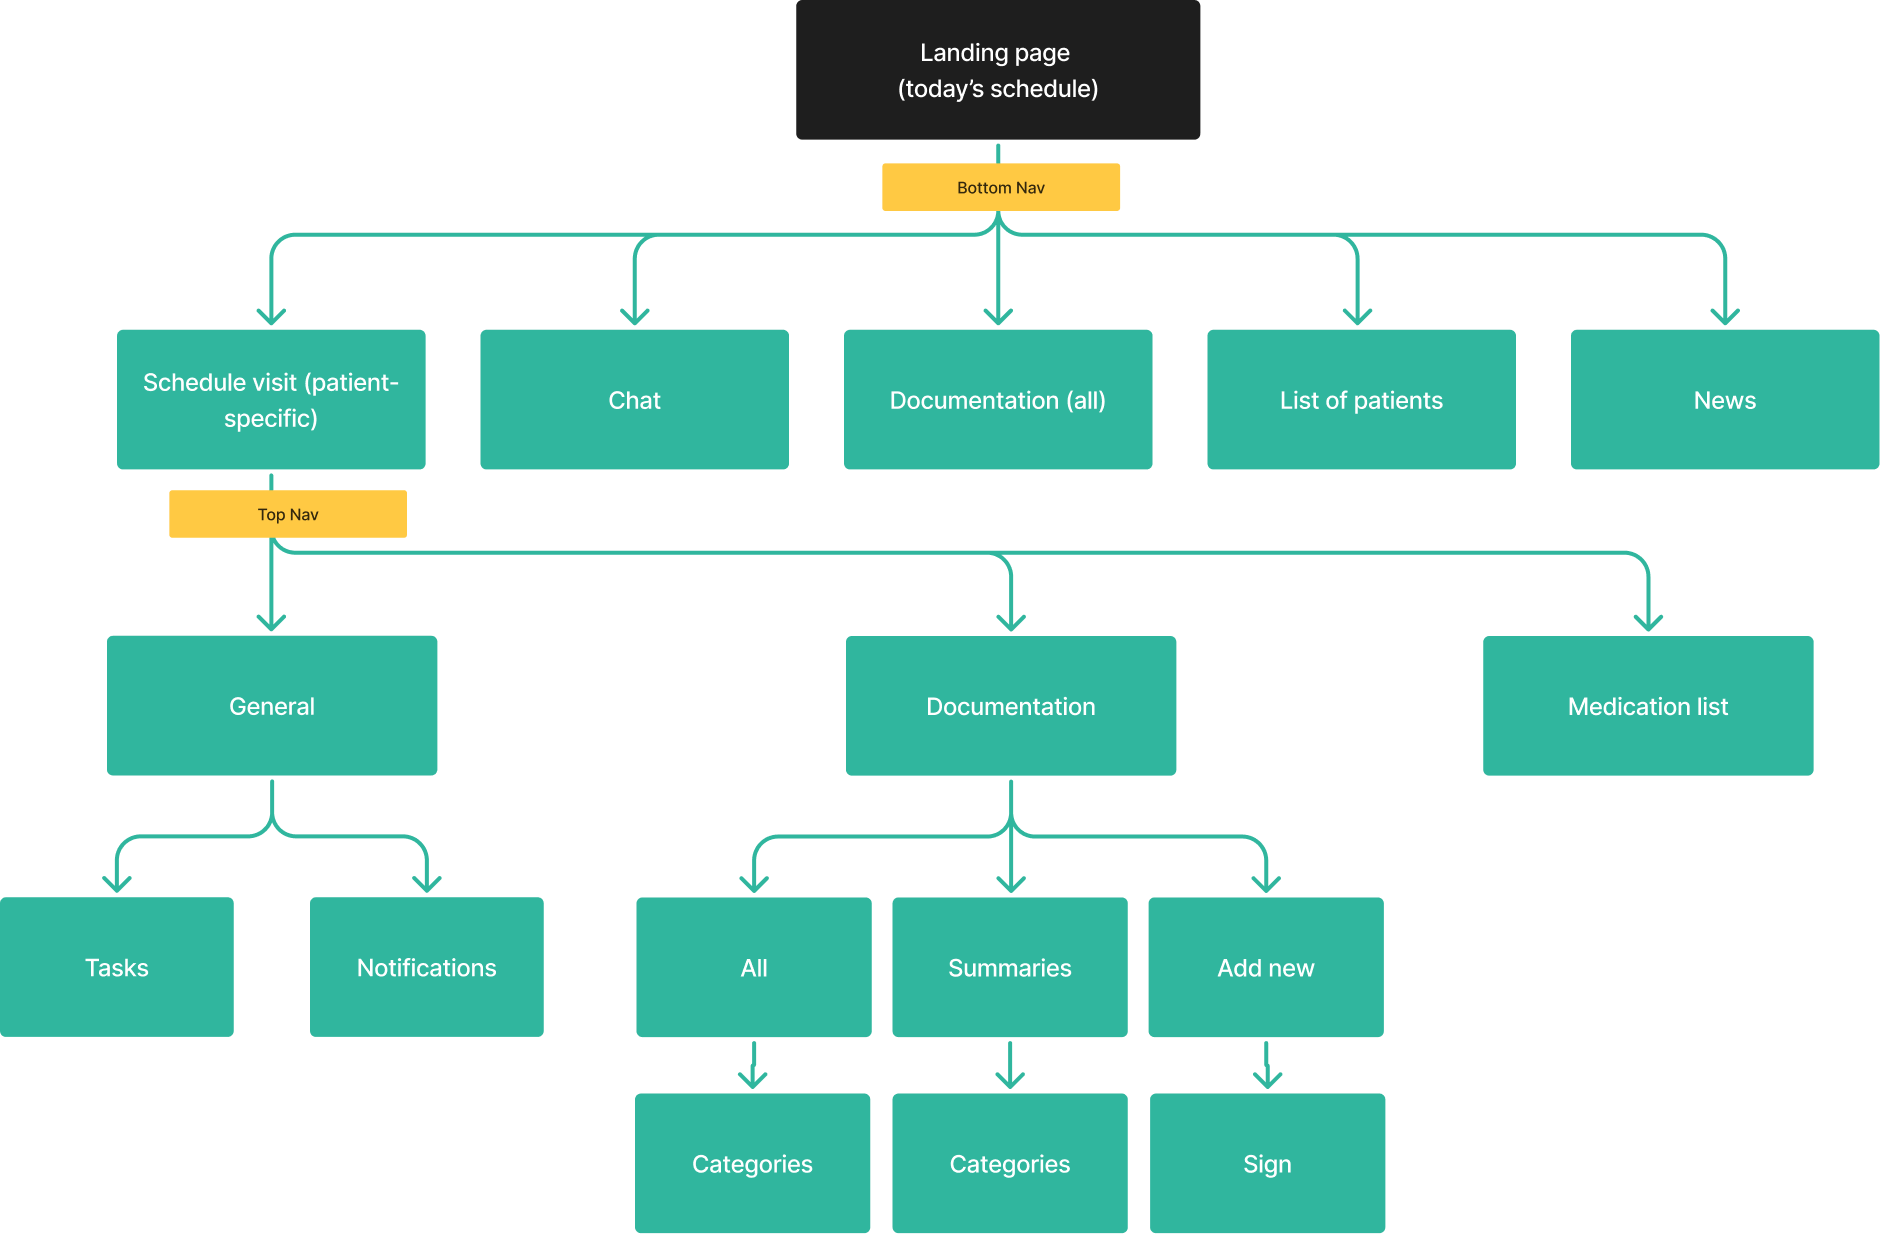 Landing page
(today’s schedule)
Bottom Nav
Schedule visit (patient-
specific)
Chat
Documentation (all)
List of patients
News
Top Nav
General
Documentation
Medication list
Tasks
Notifications
All
Summaries
Add new
Categories
Categories
Sign